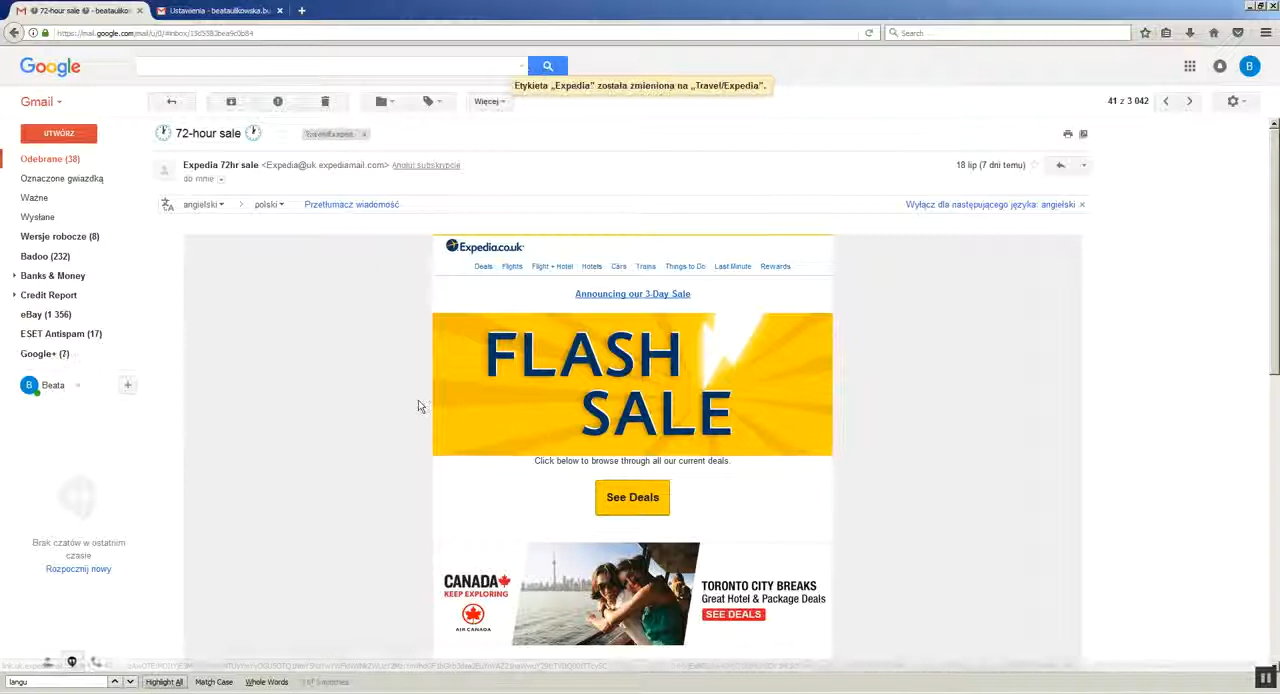 72-hour sale - beataulikow
Ustawienia - beataulikowska.bu
https://mail.google.com/mail/u/0/#inbox/15d5382bea9c0b84
Search
Google
Etykieta „Expedia” została zmieniona na „Travel/Expedia”.
Gmail
Więcej
41 z 3 042
UTWÓRZ
72-hour sale
Travel/Expedia x
Odebrane (38)
Expedia 72hr sale <Expedia@uk.expediamail.com> Anuluj subskrypcję
18 lip (7 dni temu)
Oznaczone gwiazdką
do mnie
Ważne
angielski > polski Przetłumacz wiadomość
Wyłącz dla następującego języka: angielski x
Wysłane
Wersje robocze (8)
Badoo (232)
Banks & Money
Credit Report
eBay (1 356)
ESET Antispam (17)
Google+ (7)
B Beata
Expedia.co.uk
Deals Flights Flight + Hotel Hotels Cars Trains Things to Do Last Minute Rewards
Announcing our 3-Day Sale
FLASH
SALE
Click below to browse through all our current deals.
See Deals
CANADA
KEEP EXPLORING
AIR CANADA
TORONTO CITY BREAKS
Great Hotel & Package Deals
SEE DEALS
Brak czatów w ostatnim
czasie
Rozpocznij nowy
langu
Highlight All Match Case Whole Words